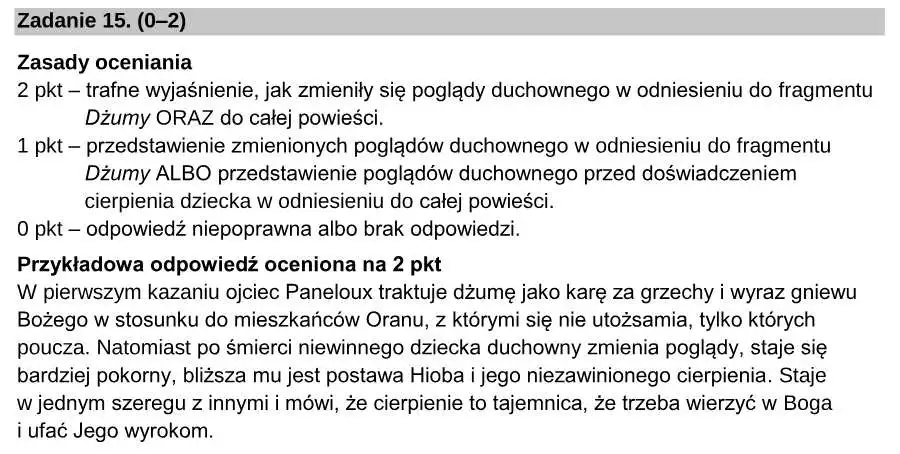 Zadanie 15. (0–2)
Zasady oceniania
2 pkt – trafne wyjaśnienie, jak zmieniły się poglądy duchownego w odniesieniu do fragmentu
Dżumy ORAZ do całej powieści.
1 pkt – przedstawienie zmienionych poglądów duchownego w odniesieniu do fragmentu
Dżumy ALBO przedstawienie poglądów duchownego przed doświadczeniem
cierpienia dziecka w odniesieniu do całej powieści.
0 pkt – odpowiedź niepoprawna albo brak odpowiedzi.
Przykładowa odpowiedź oceniona na 2 pkt
W pierwszym kazaniu ojciec Paneloux traktuje dżumę jako karę za grzechy i wyraz gniewu
Bożego w stosunku do mieszkańców Oranu, z którymi się nie utożsamia, tylko których
poucza. Natomiast po śmierci niewinnego dziecka duchowny zmienia poglądy, staje się
bardziej pokorny, bliższa mu jest postawa Hioba i jego niezawinionego cierpienia. Staje
w jednym szeregu z innymi i mówi, że cierpienie to tajemnica, że trzeba wierzyć w Boga
i ufać Jego wyrokom.